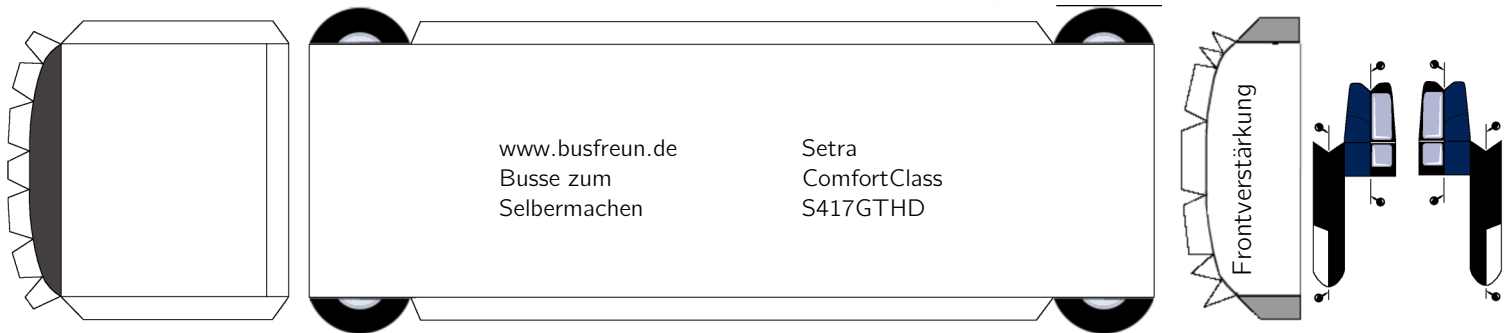 www.busfreun.de
Busse zum
Selbermachen
Setra
ComfortClass
S417GTHD
Frontverstärkung